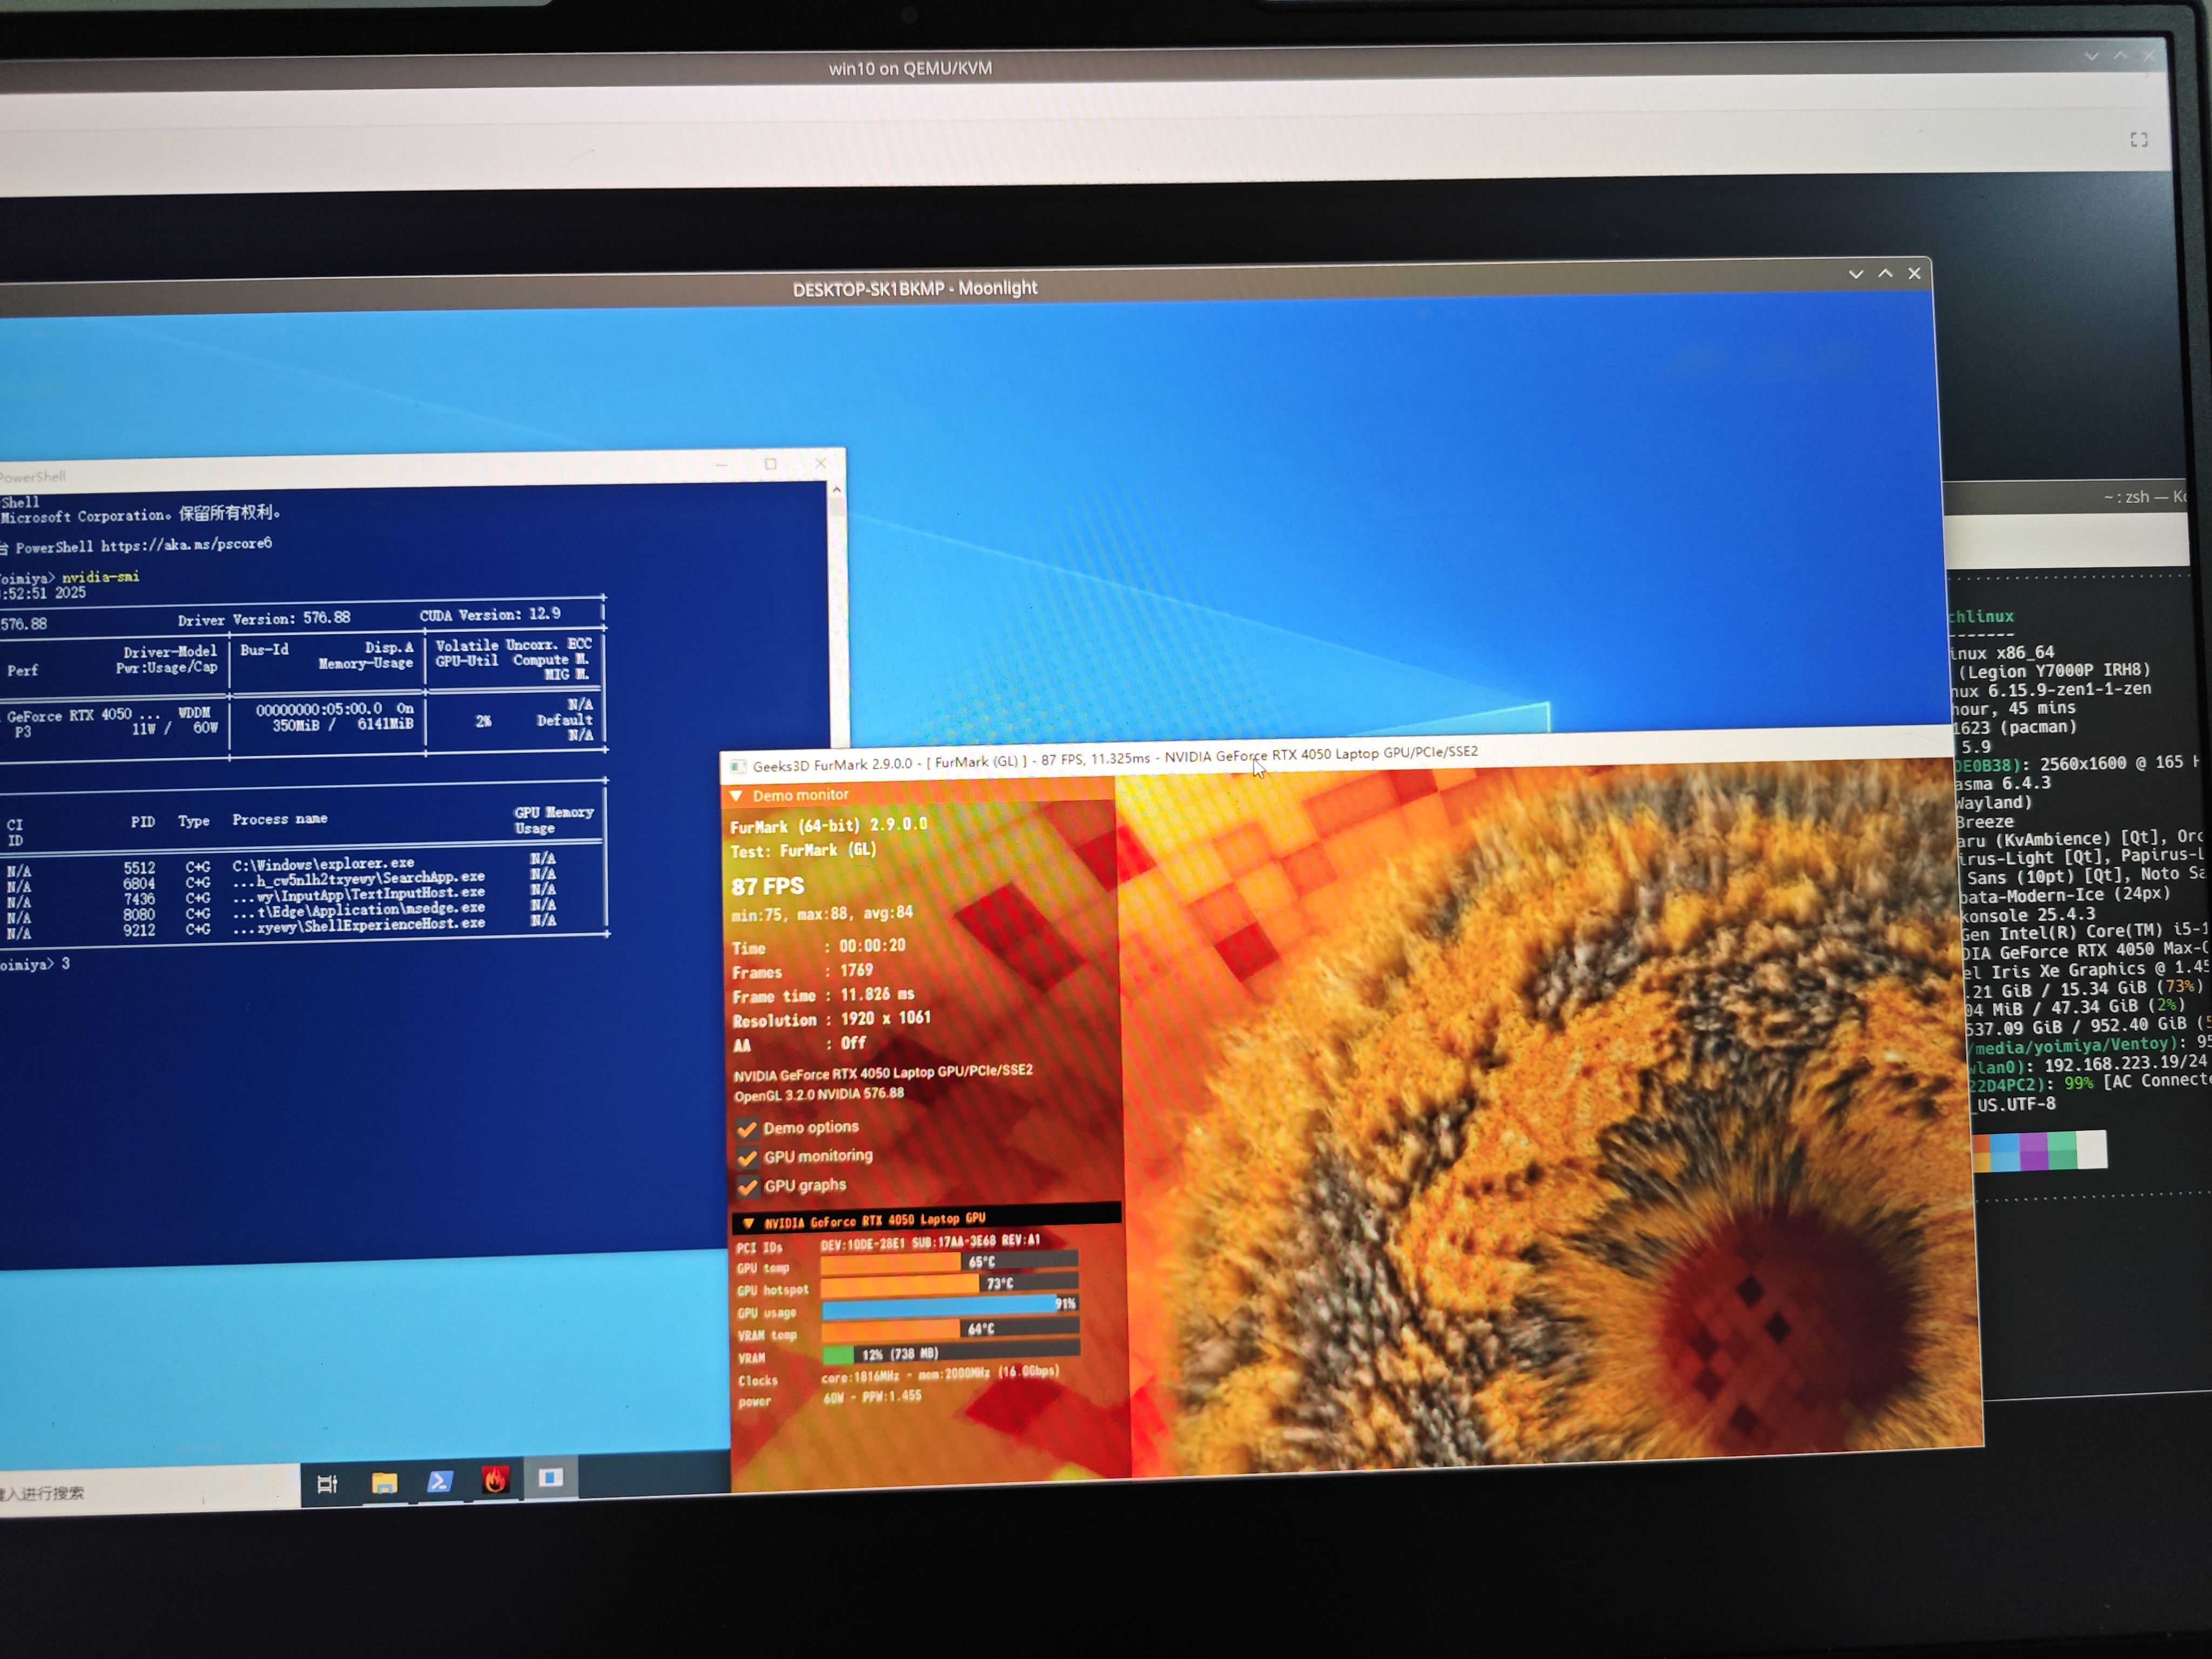 win10 on QEMU/KVM
DESKTOP-SK1BKMP - Moonlight
PowerShell
Shell
Microsoft Corporation。保留所有权利。
台 PowerShell https://aka.ms/pscore6
oimiya> nvidia-smi
:52:51 2025
576.88 Driver Version: 576.88 CUDA Version: 12.9
Driver-Model Bus-Id Disp.A Volatile Uncorr. ECC
Perf Pwr:Usage/Cap Memory-Usage GPU-Util Compute M.
MIG M.
GeForce RTX 4050 ... WDDM 00000000:05:00.0 On N/A
P3 11W / 60W 350MiB / 6141MiB 2% Default
N/A
CI PID Type Process name GPU Memory
ID Usage
N/A 5512 C+G C:\Windows\explorer.exe N/A
N/A 6804 C+G ...h_cw5n1h2txyewy\SearchApp.exe N/A
N/A 7436 C+G ...wy\InputApp\TextInputHost.exe N/A
N/A 8080 C+G ...t\Edge\Application\msedge.exe N/A
N/A 9212 C+G ...xyewy\ShellExperienceHost.exe N/A
oimiya> 3
Geeks3D FurMark 2.9.0.0 - [ FurMark (GL) ] - 87 FPS, 11.325ms - NVIDIA GeForce RTX 4050 Laptop GPU/PCIe/SSE2
Demo monitor
FurMark (64-bit) 2.9.0.0
Test: FurMark (GL)
87 FPS
min:75, max:88, avg:84
Time : 00:00:20
Frames : 1769
Frame time : 11.826 ms
Resolution : 1920 x 1061
AA : Off
NVIDIA GeForce RTX 4050 Laptop GPU/PCIe/SSE2
OpenGL 3.2.0 NVIDIA 576.88
Demo options
GPU monitoring
GPU graphs
NVIDIA GeForce RTX 4050 Laptop GPU
PCI IDs DEV:10DE-28E1 SUB:17AA-3E68 REV:A1
GPU temp 65°C
GPU hotspot 73°C
GPU usage 91%
VRAM temp 64°C
VRAM 12% (738 MB)
Clocks core:1816MHz - mem:2000MHz (16.0Gbps)
power 60W - PPW:1.455
键入进行搜索
~ : zsh — Ko
chlinux
-------
inux x86_64
(Legion Y7000P IRH8)
nux 6.15.9-zen1-1-zen
hour, 45 mins
1623 (pacman)
5.9
DE0B38): 2560x1600 @ 165 H
asma 6.4.3
Wayland)
Breeze
aru (KvAmbience) [Qt], Orc
irus-Light [Qt], Papirus-L
Sans (10pt) [Qt], Noto Sa
bata-Modern-Ice (24px)
konsole 25.4.3
Gen Intel(R) Core(TM) i5-1
DIA GeForce RTX 4050 Max-Q
el Iris Xe Graphics @ 1.45
.21 GiB / 15.34 GiB (73%)
04 MiB / 47.34 GiB (2%)
537.09 GiB / 952.40 GiB (5
/media/yoimiya/Ventoy): 95
wlan0): 192.168.223.19/24
22D4PC2): 99% [AC Connecte
_US.UTF-8